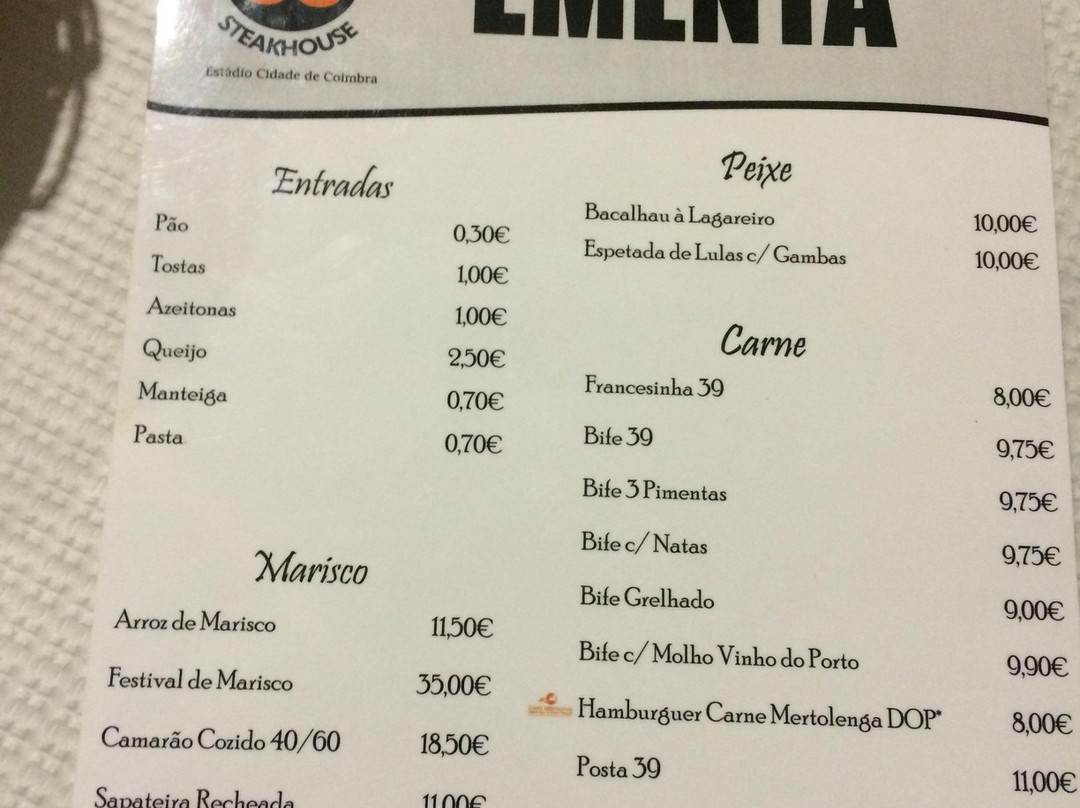 STEAKHOUSE
Estádio Cidade de Coimbra
EMENTA
Entradas
Pão 0,30€
Tostas 1,00€
Azeitonas 1,00€
Queijo 2,50€
Manteiga 0,70€
Pasta 0,70€
Marisco
Arroz de Marisco 11,50€
Festival de Marisco 35,00€
Camarão Cozido 40/60 18,50€
Sapateira Recheada 11,00€
Peixe
Bacalhau à Lagareiro 10,00€
Espetada de Lulas c/ Gambas 10,00€
Carne
Francesinha 39 8,00€
Bife 39 9,75€
Bife 3 Pimentas 9,75€
Bife c/ Natas 9,75€
Bife Grelhado 9,00€
Bife c/ Molho Vinho do Porto 9,90€
Hamburguer Carne Mertolenga DOP* 8,00€
Posta 39 11,00€